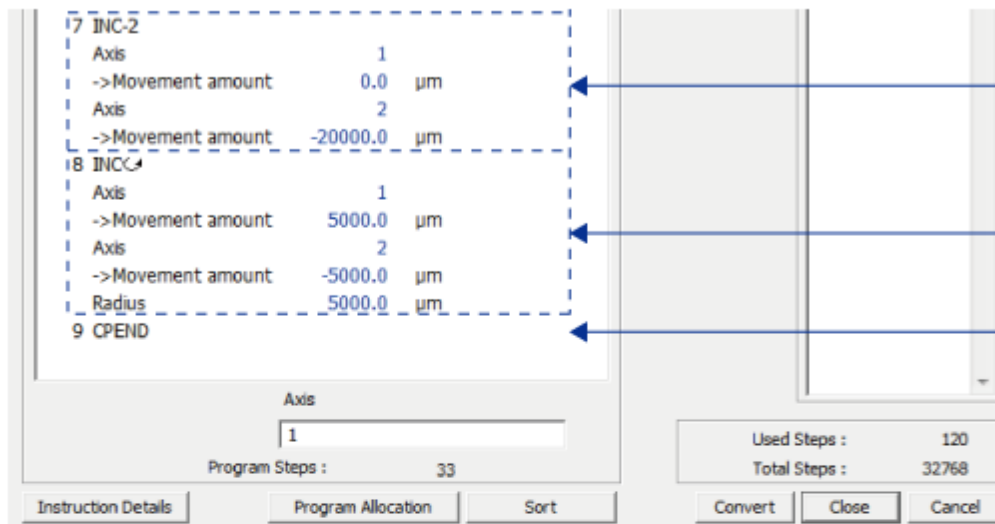 7 INC-2
Axis 1
->Movement amount 0.0 µm
Axis 2
->Movement amount -20000.0 µm
8 INC
Axis 1
->Movement amount 5000.0 µm
Axis 2
->Movement amount -5000.0 µm
Radius 5000.0 µm
9 CPEND
Axis
1
Program Steps : 33
Used Steps : 120
Total Steps : 32768
Instruction Details Program Allocation Sort Convert Close Cancel